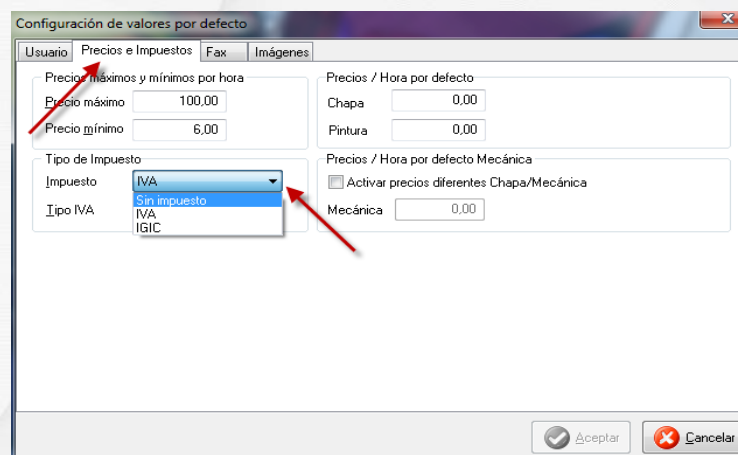 Configuración de valores por defecto
Usuario Precios e Impuestos Fax Imágenes
Precios máximos y mínimos por hora
Precio máximo 100,00
Precio mínimo 6,00
Precios / Hora por defecto
Chapa 0,00
Pintura 0,00
Tipo de Impuesto
Impuesto IVA
Sin impuesto
Tipo IVA IVA
IGIC
Precios / Hora por defecto Mecánica
Activar precios diferentes Chapa/Mecánica
Mecánica 0,00
Aceptar Cancelar